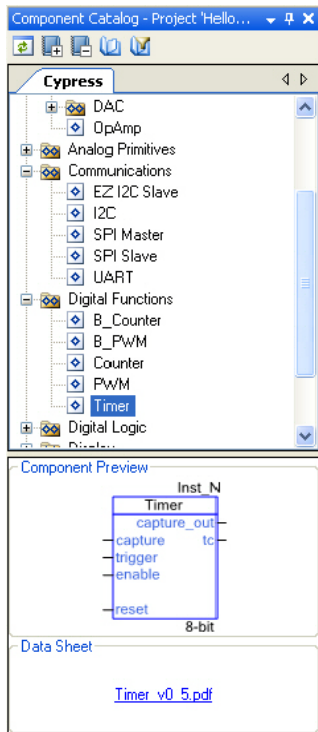 Component Catalog - Project 'Hello...
Cypress
DAC
OpAmp
Analog Primitives
Communications
EZ I2C Slave
I2C
SPI Master
SPI Slave
UART
Digital Functions
B_Counter
B_PWM
Counter
PWM
Timer
Digital Logic
Display
Component Preview
Inst_N
Timer
capture_out
capture tc
trigger
enable
reset
8-bit
Data Sheet
Timer_v0_5.pdf